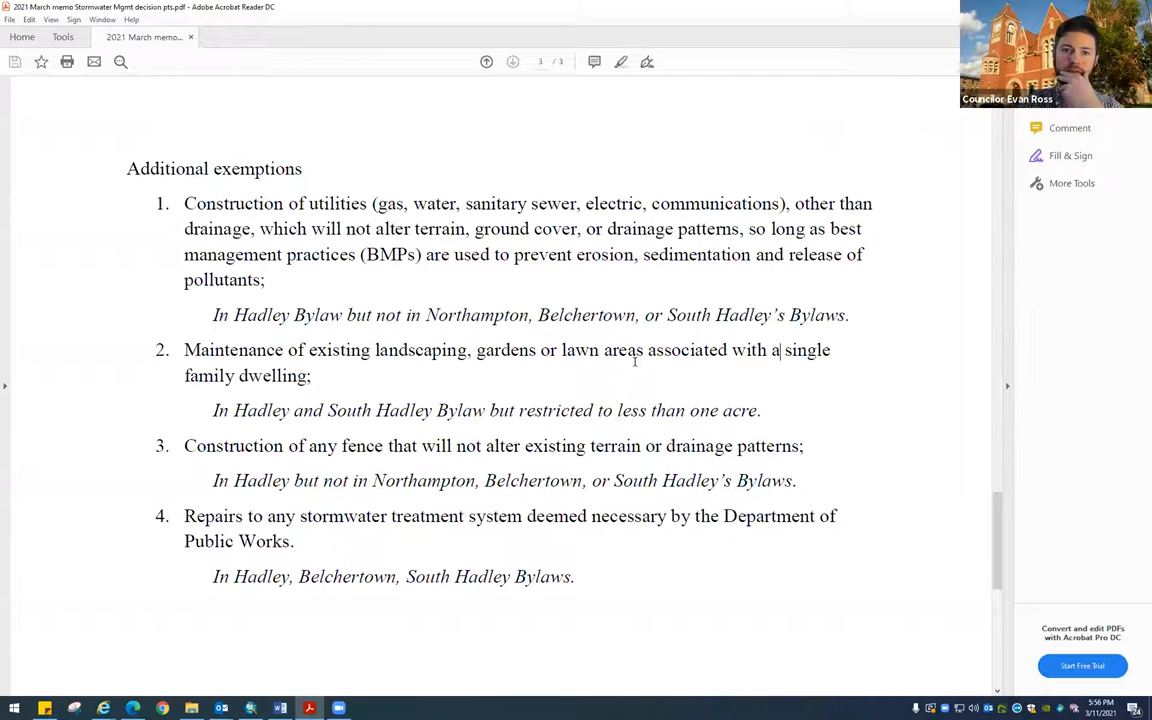 2021 March memo Stormwater Mgmt decision pts.pdf - Adobe Acrobat Reader DC
File Edit View Sign Window Help
Home Tools 2021 March memo... ×
3 / 3
Councilor Evan Ross
Comment
Fill & Sign
More Tools
Additional exemptions
1. Construction of utilities (gas, water, sanitary sewer, electric, communications), other than
drainage, which will not alter terrain, ground cover, or drainage patterns, so long as best
management practices (BMPs) are used to prevent erosion, sedimentation and release of
pollutants;
In Hadley Bylaw but not in Northampton, Belchertown, or South Hadley's Bylaws.
2. Maintenance of existing landscaping, gardens or lawn areas associated with a single
family dwelling;
In Hadley and South Hadley Bylaw but restricted to less than one acre.
3. Construction of any fence that will not alter existing terrain or drainage patterns;
In Hadley but not in Northampton, Belchertown, or South Hadley's Bylaws.
4. Repairs to any stormwater treatment system deemed necessary by the Department of
Public Works.
In Hadley, Belchertown, South Hadley Bylaws.
Convert and edit PDFs
with Acrobat Pro DC
Start Free Trial
5:56 PM
3/11/2021
24